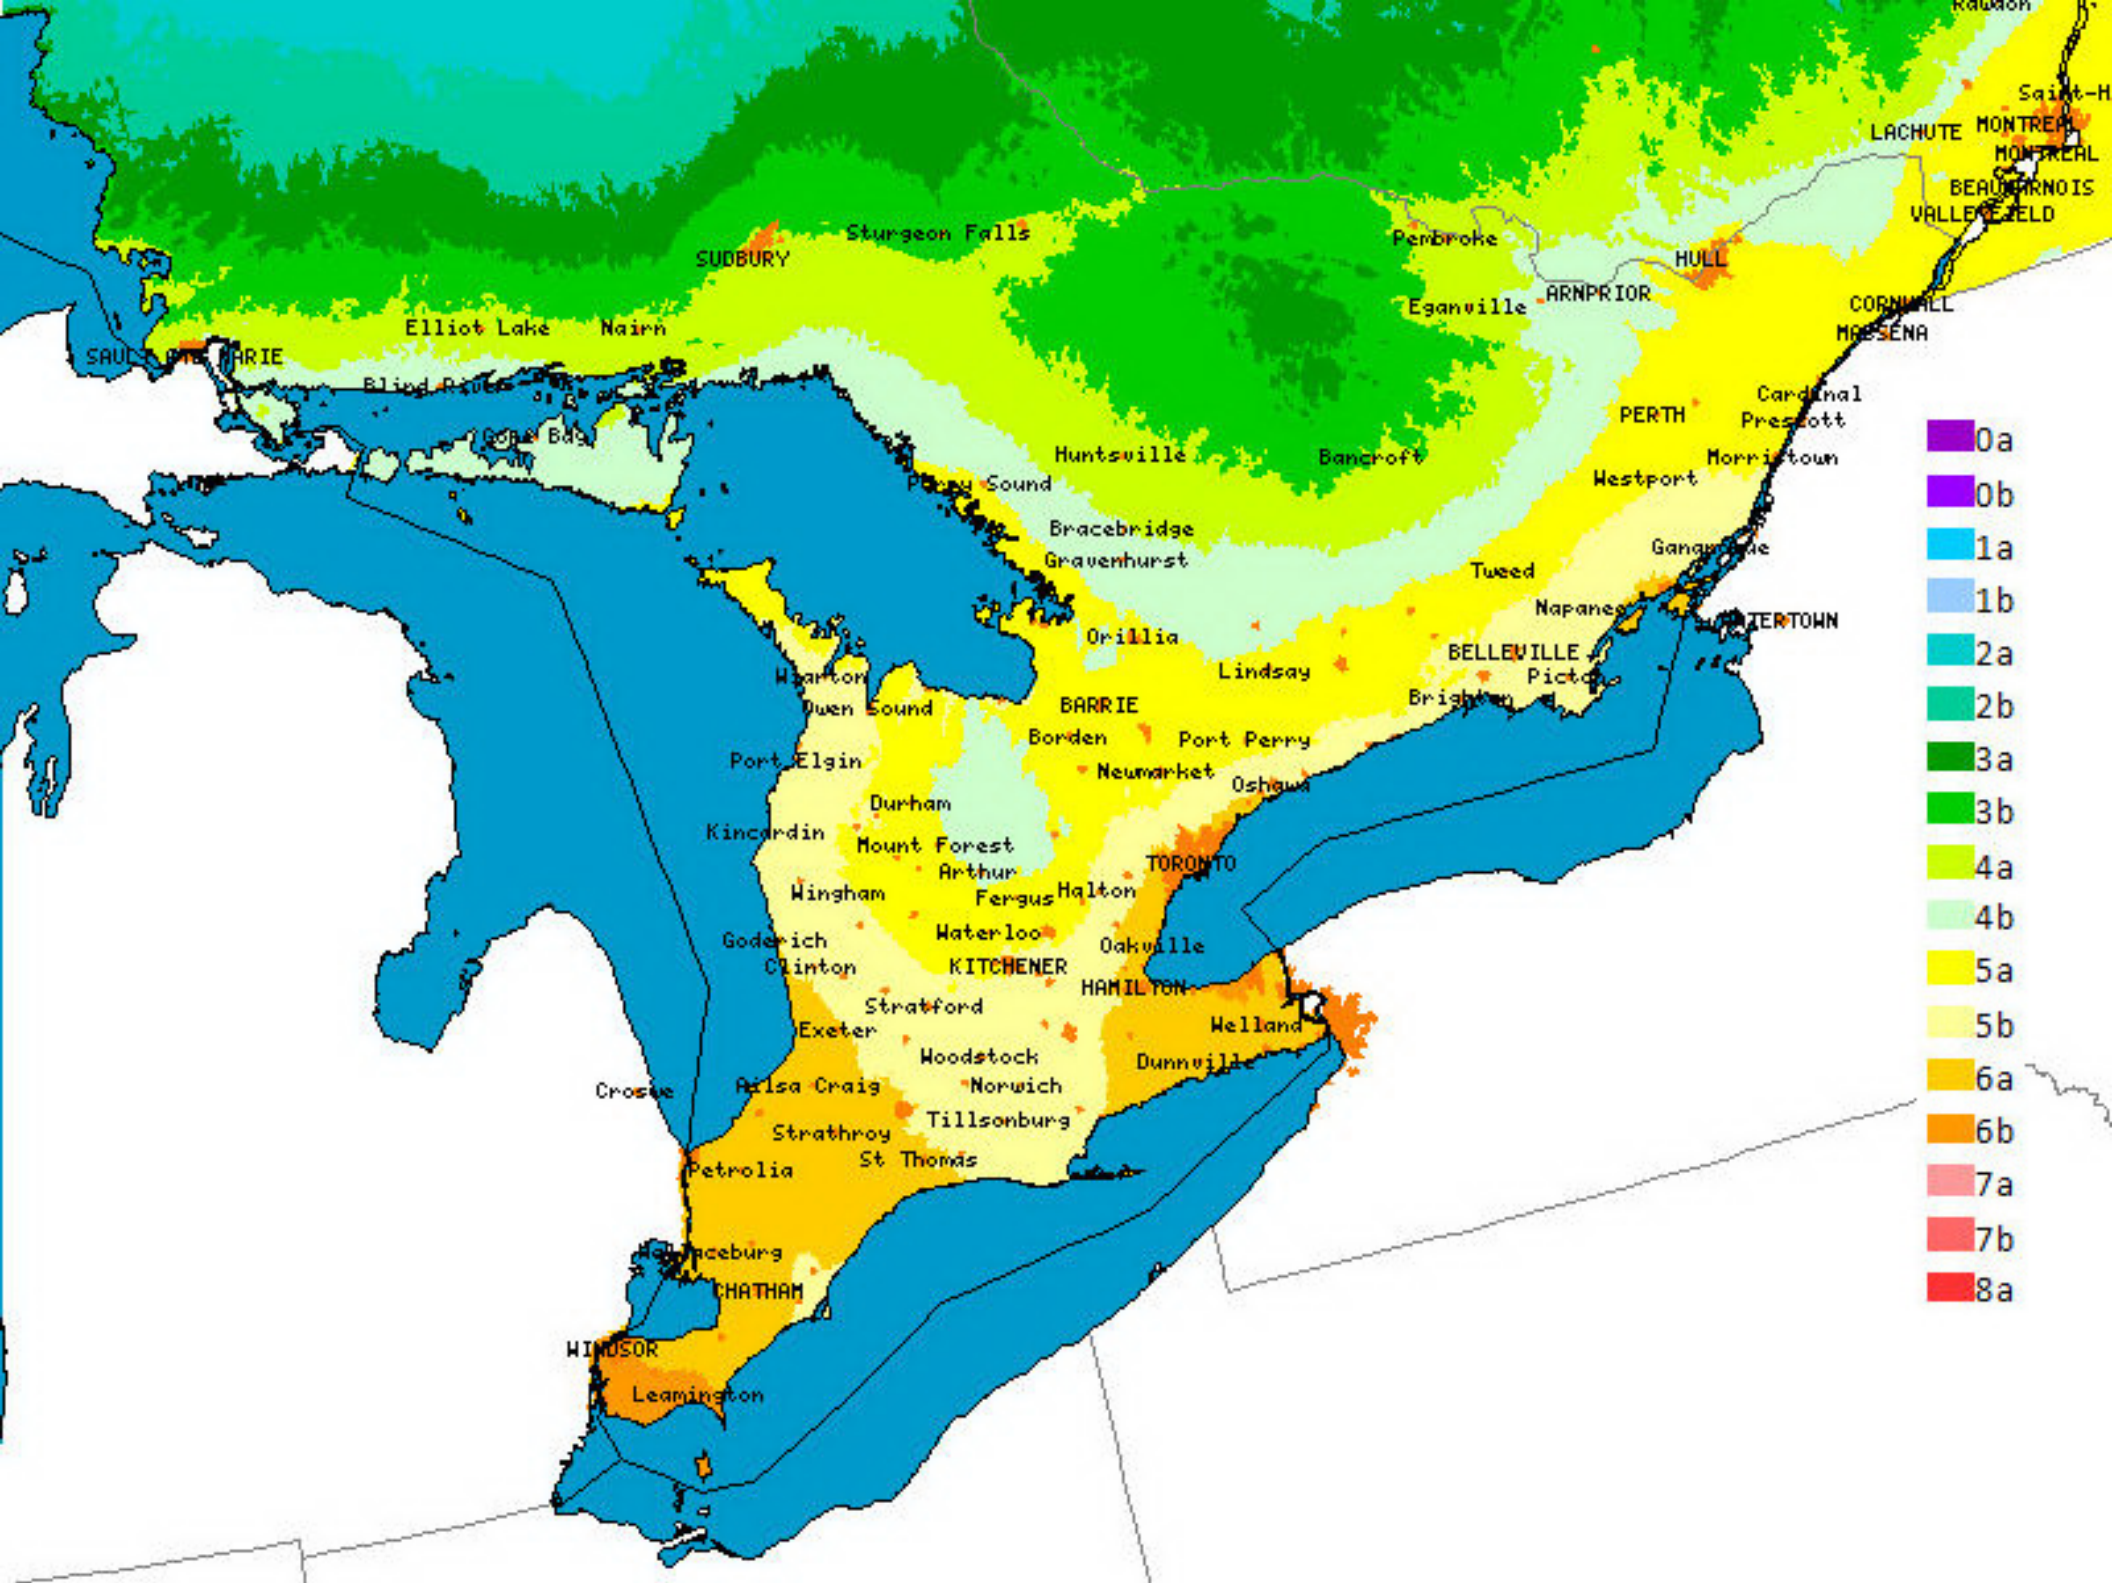 Rawdon
Saint-H
LACHUTE
MONTREAL
MONTREAL
BEAUHARNOIS
VALLEYFIELD
Sturgeon Falls
Pembroke
SUDBURY
HULL
ARNPRIOR
Eganville
CORNWALL
Elliot Lake
Nairn
MASSENA
SAULT STE MARIE
Blind River
Cardinal
PERTH
Prescott
Gore Bay
Huntsville
Bancroft
Morristown
Westport
Parry Sound
Bracebridge
Gravenhurst
Gananoque
Tweed
Napanee
WATERTOWN
Orillia
BELLEVILLE
Lindsay
Picton
Wiarton
Brighton
Owen Sound
BARRIE
Borden
Port Perry
Port Elgin
Newmarket
Oshawa
Durham
Kincardin
Mount Forest
TORONTO
Arthur
Wingham
Fergus
Halton
Waterloo
Goderich
Oakville
Clinton
KITCHENER
HAMILTON
Stratford
Exeter
Welland
Woodstock
Dunnville
Croswe
Ailsa Craig
Norwich
Tillsonburg
Strathroy
St Thomas
Petrolia
Wallaceburg
CHATHAM
WINDSOR
Leamington
0a
0b
1a
1b
2a
2b
3a
3b
4a
4b
5a
5b
6a
6b
7a
7b
8a